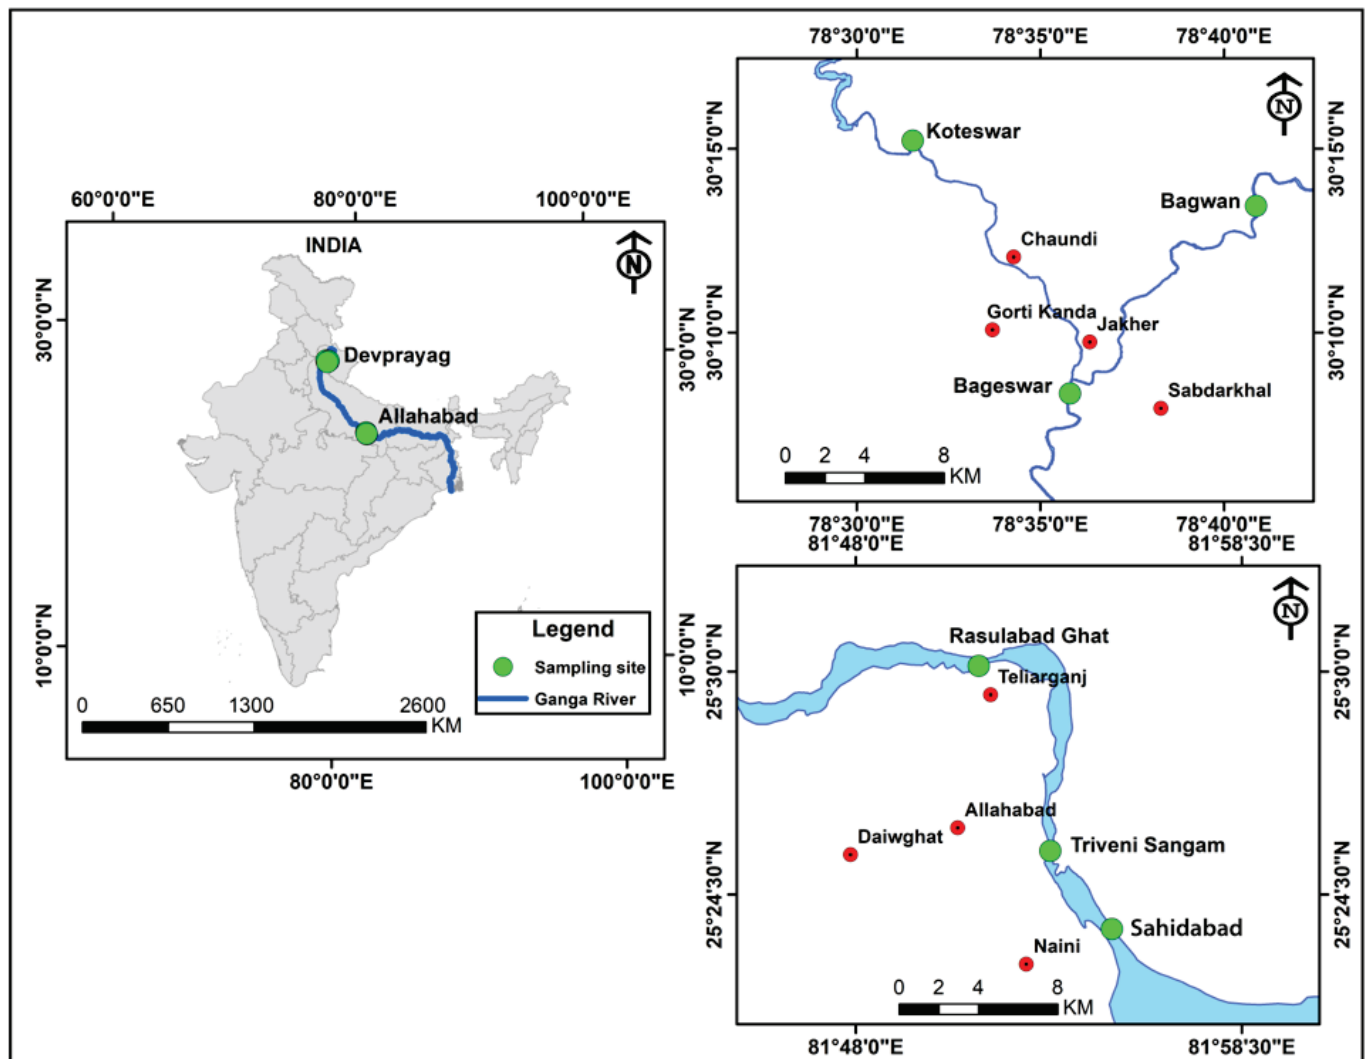 60°0'0"E 80°0'0"E 100°0'0"E
INDIA
N
30°0'0"N
30°0'0"N
Devprayag
Allahabad
10°0'0"N
10°0'0"N
Legend
Sampling site
Ganga River
0 650 1300 2600
KM
80°0'0"E 100°0'0"E
78°30'0"E 78°35'0"E 78°40'0"E
N
30°15'0"N
30°15'0"N
Koteswar
Bagwan
Chaundi
Gorti Kanda
Jakher
30°10'0"N
30°10'0"N
Bageswar
Sabdarkhal
0 2 4 8
KM
78°30'0"E 78°35'0"E 78°40'0"E
81°48'0"E 81°58'30"E
N
Rasulabad Ghat
25°30'0"N
25°30'0"N
Teliarganj
Allahabad
Daiwghat
Triveni Sangam
25°24'30"N
25°24'30"N
Sahidabad
Naini
0 2 4 8
KM
81°48'0"E 81°58'30"E